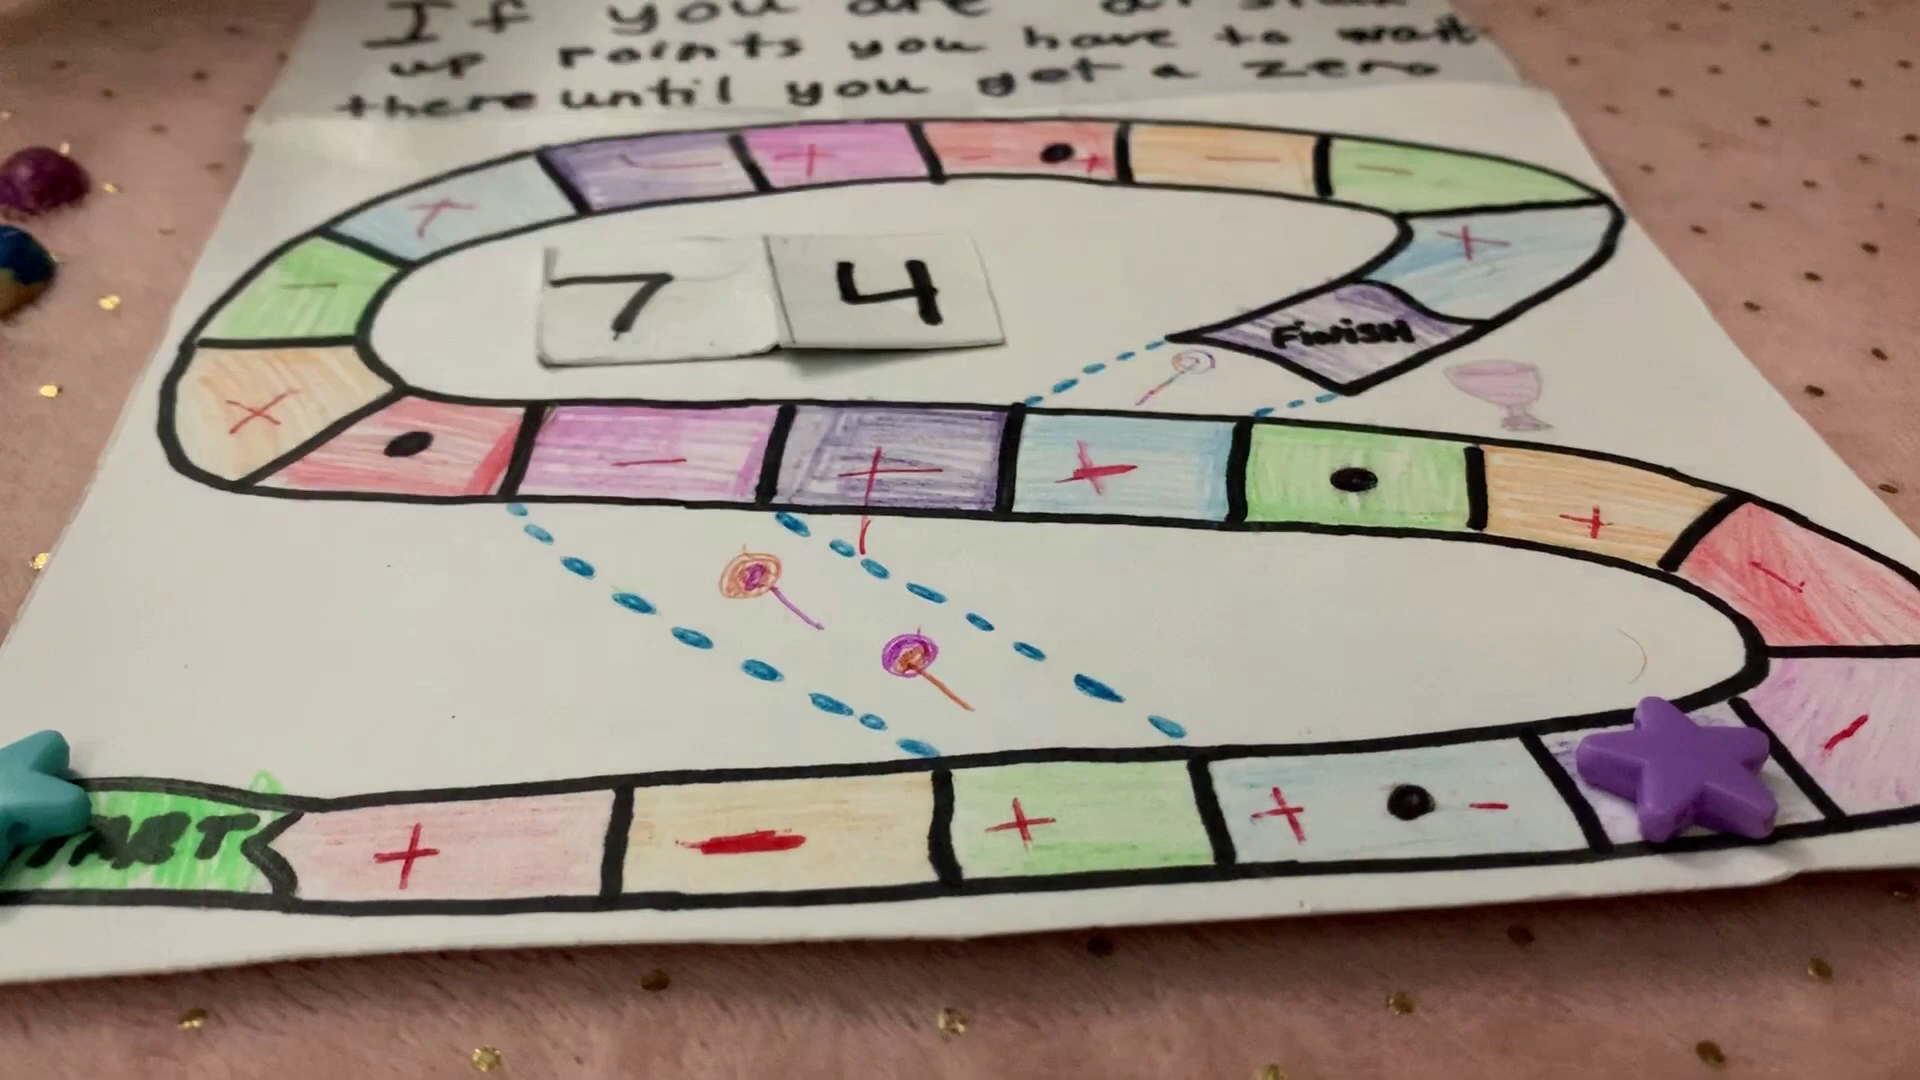 If you are
up points you have to wait
there until you get a zero
7 4
FINISH
START